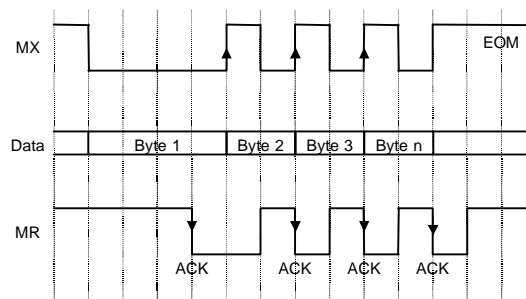 MX
EOM
Data Byte 1 Byte 2 Byte 3 Byte n
MR
ACK ACK ACK ACK